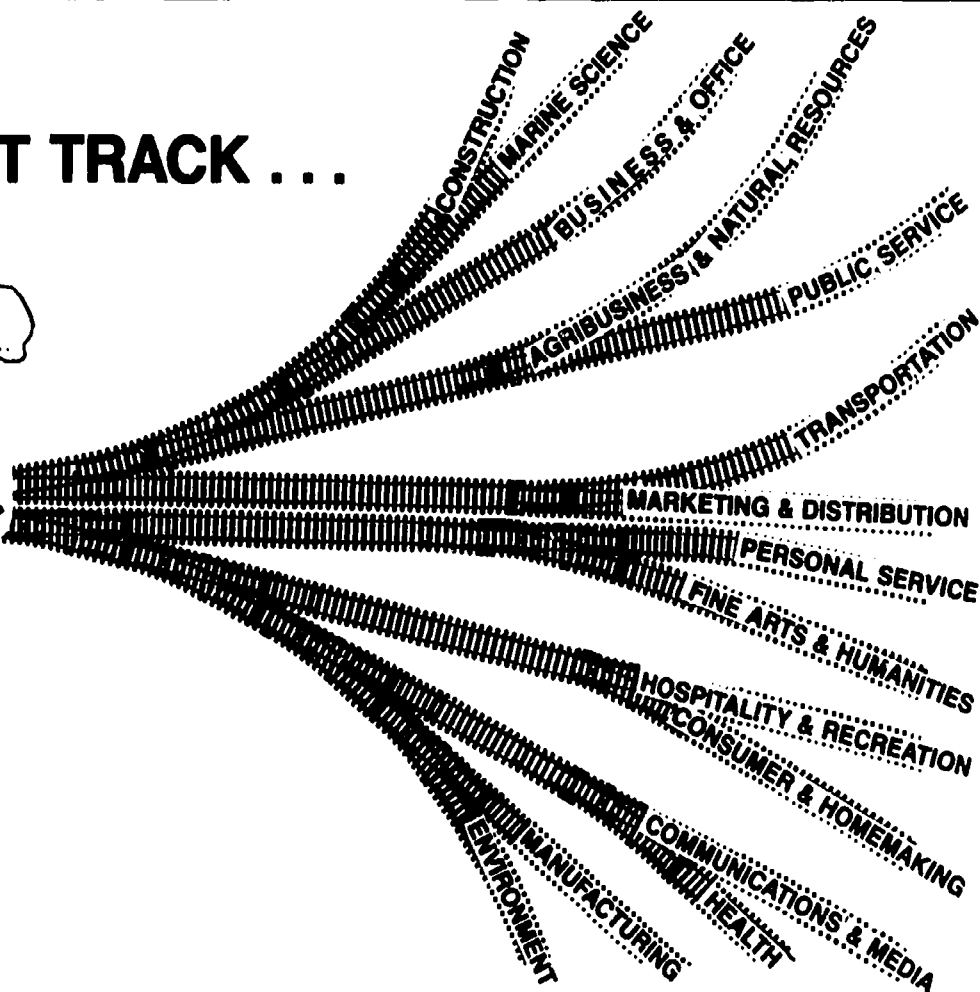 T TRACK ...
CONSTRUCTION
MARINE SCIENCE
BUSINESS & OFFICE
AGRIBUSINESS & NATURAL RESOURCES
PUBLIC SERVICE
TRANSPORTATION
MARKETING & DISTRIBUTION
PERSONAL SERVICE
FINE ARTS & HUMANITIES
HOSPITALITY & RECREATION
CONSUMER & HOMEMAKING
COMMUNICATIONS & MEDIA
HEALTH
MANUFACTURING
ENVIRONMENT